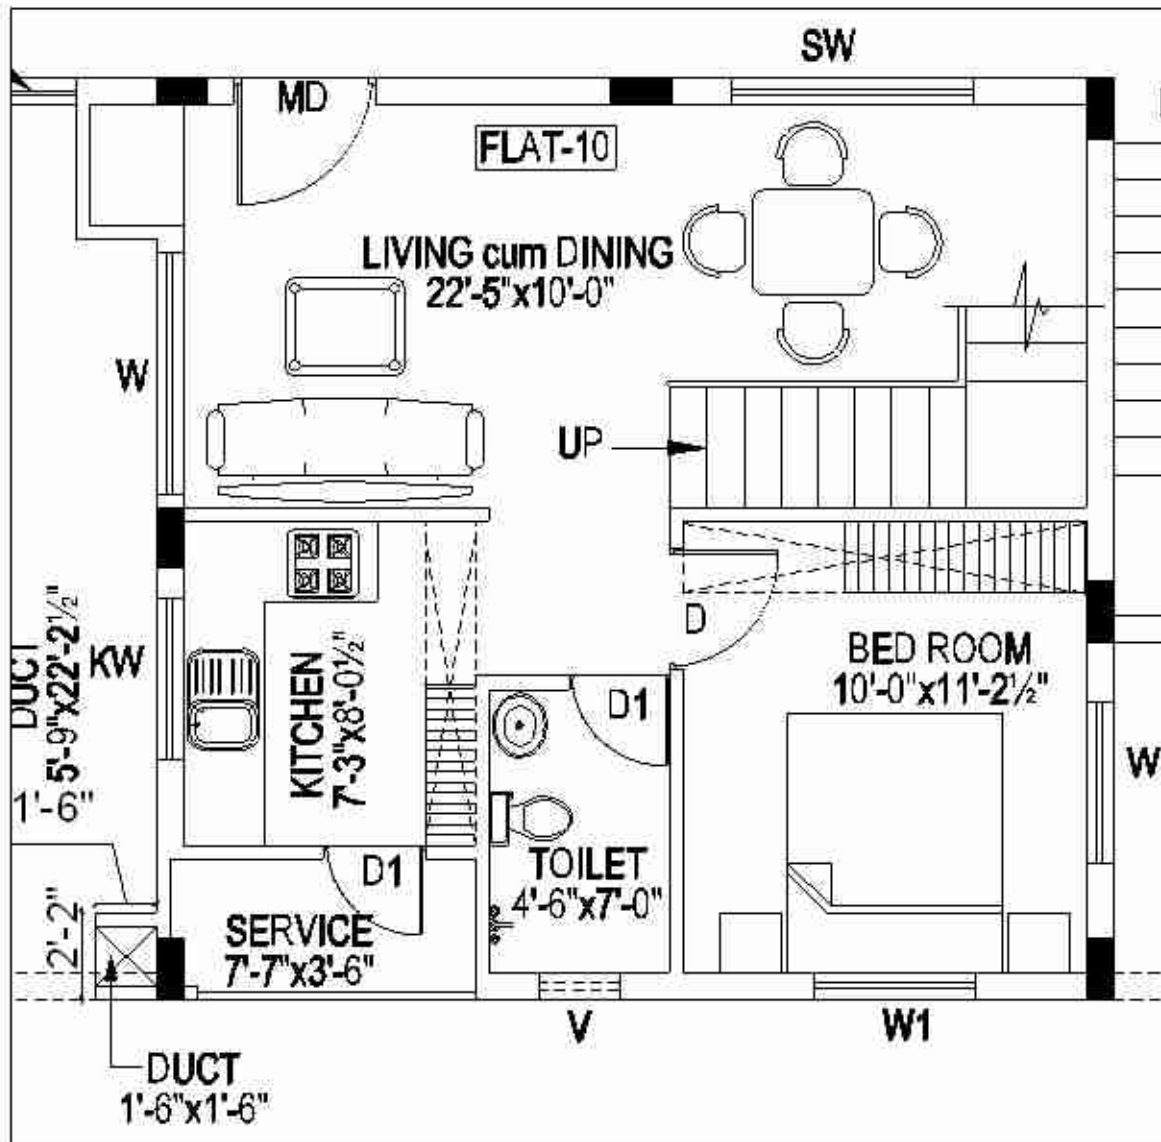 SW
MD
FLAT-10
LIVING cum DINING
22'-5"x10'-0"
W
UP
D
BED ROOM
10'-0"x11'-2½"
DUCT
5'-9"x22'-2½"
KW
KITCHEN
7'-3"x8'-0½"
D1
W
1'-6"
D1
TOILET
4'-6"x7'-0"
2'-2"
SERVICE
7'-7"x3'-6"
V
W1
DUCT
1'-6"x1'-6"